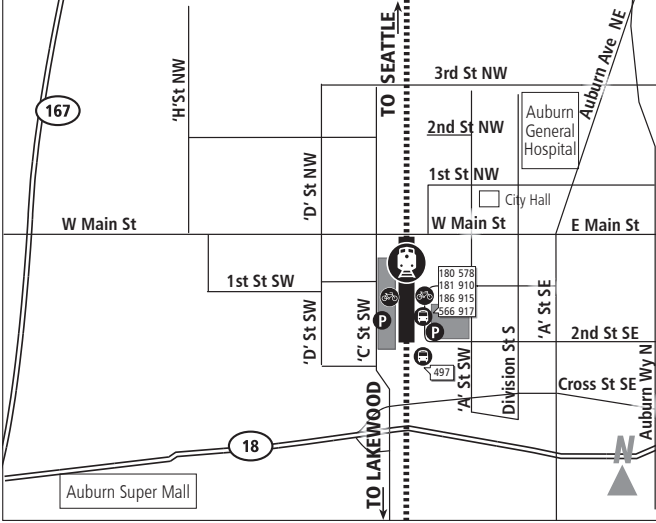 TO SEATTLE
Auburn Ave NE
'H'St NW
3rd St NW
167
2nd St NW
Auburn
General
Hospital
'D' St NW
1st St NW
City Hall
W Main St
W Main St
E Main St
1st St SW
180 578
181 910
186 915
566 917
P
P
'D' St SW
'C' St SW
'A' St SE
2nd St SE
497
'A' St SW
Division St S
Cross St SE
Auburn Wy N
TO LAKEWOOD
18
N
Auburn Super Mall